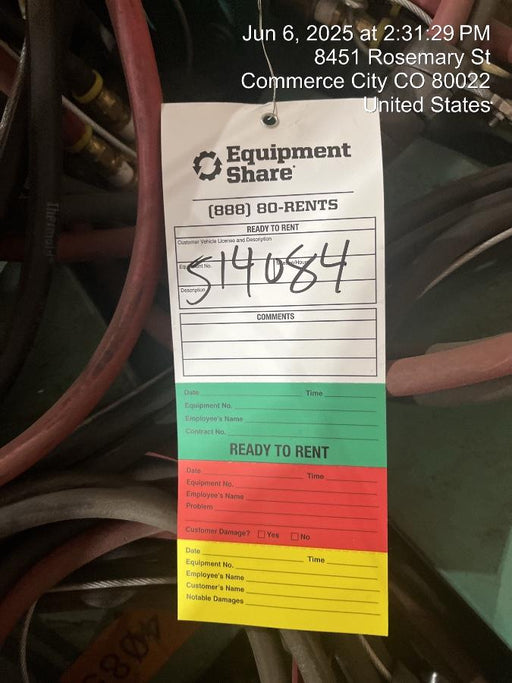 Jun 6, 2025 at 2:31:29 PM
8451 Rosemary St
Commerce City CO 80022
United States
Equipment
Share
(888) 80-RENTS
READY TO RENT
Customer Vehicle License and Description
Equipment No.
514084
Description
COMMENTS
Date Time
Equipment No.
Employee's Name
Contract No.
READY TO RENT
Date Time
Equipment No.
Employee's Name
Problem
Customer Damage? Yes No
Date Time
Equipment No.
Employee's Name
Customer's Name
Notable Damages